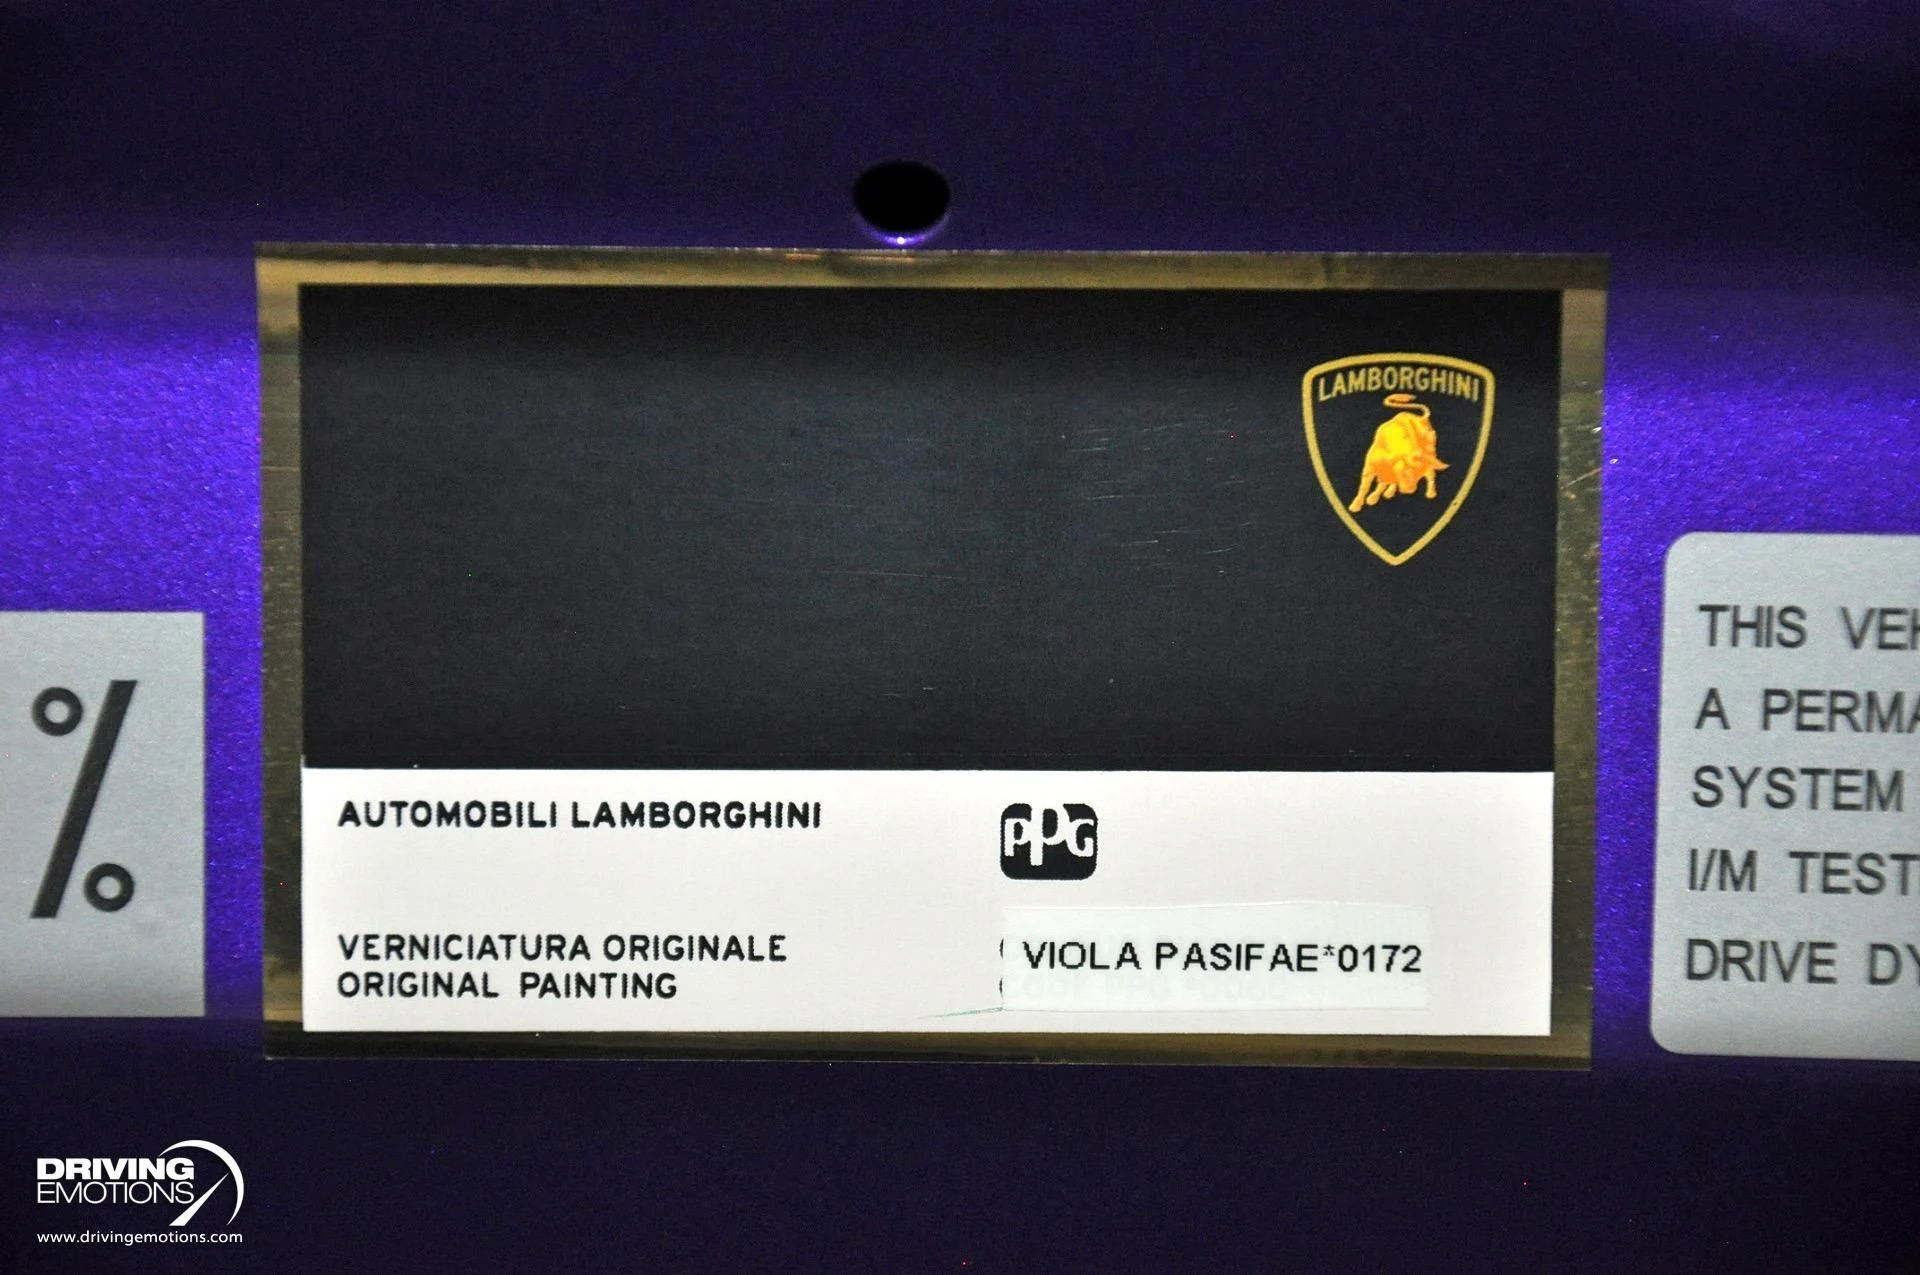 LAMBORGHINI
%
AUTOMOBILI LAMBORGHINI
PPG
VERNICIATURA ORIGINALE
ORIGINAL PAINTING
VIOLA PASIFAE*0172
THIS VEH
A PERMA
SYSTEM
I/M TEST
DRIVE DY
DRIVING
EMOTIONS
www.drivingemotions.com